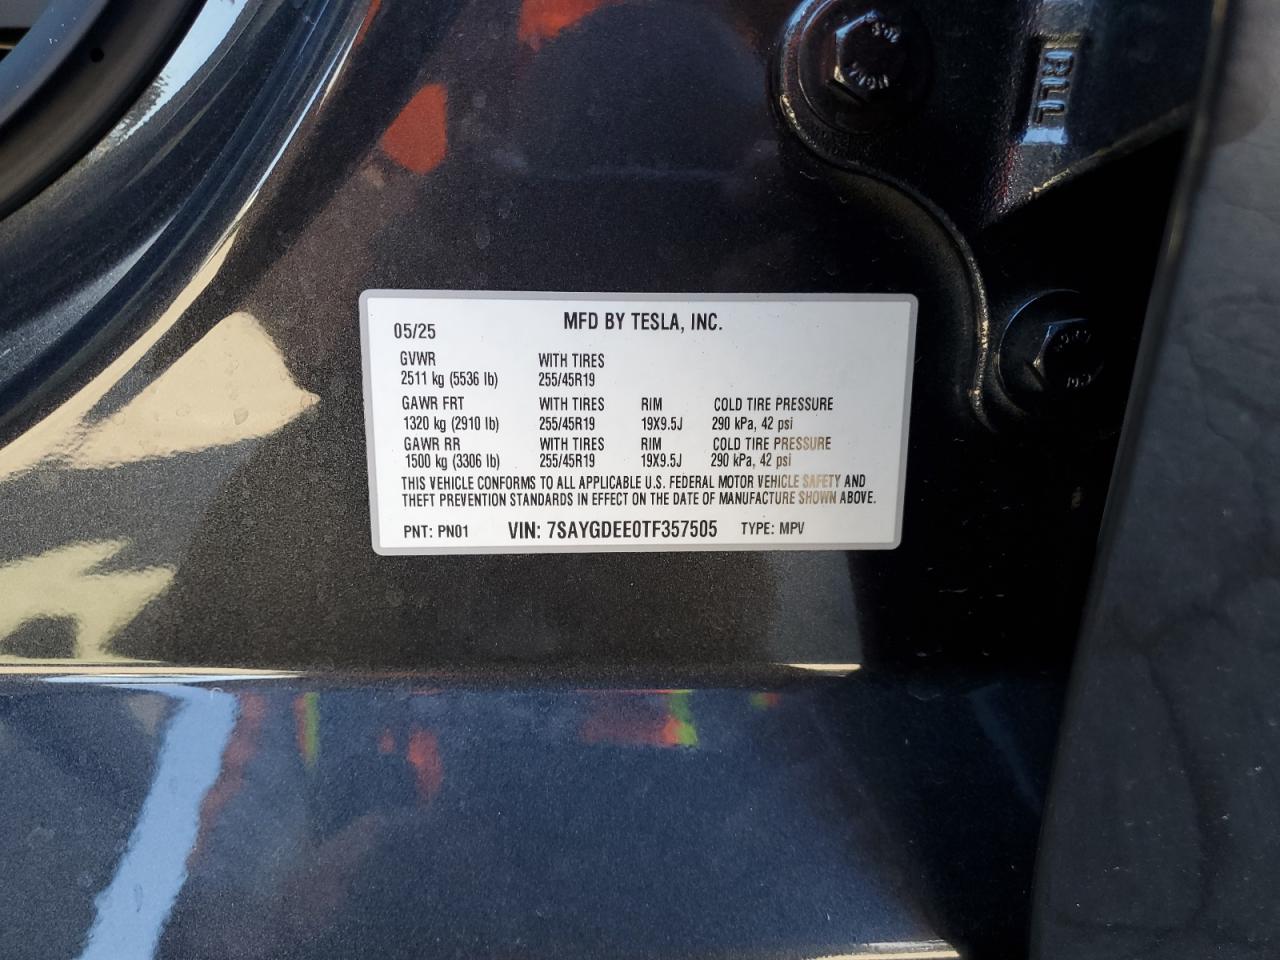 RLL
05/25 MFD BY TESLA, INC.
GVWR WITH TIRES
2511 kg (5536 lb) 255/45R19
GAWR FRT WITH TIRES RIM COLD TIRE PRESSURE
1320 kg (2910 lb) 255/45R19 19X9.5J 290 kPa, 42 psi
GAWR RR WITH TIRES RIM COLD TIRE PRESSURE
1500 kg (3306 lb) 255/45R19 19X9.5J 290 kPa, 42 psi
THIS VEHICLE CONFORMS TO ALL APPLICABLE U.S. FEDERAL MOTOR VEHICLE SAFETY AND
THEFT PREVENTION STANDARDS IN EFFECT ON THE DATE OF MANUFACTURE SHOWN ABOVE.
PNT: PN01 VIN: 7SAYGDEE0TF357505 TYPE: MPV